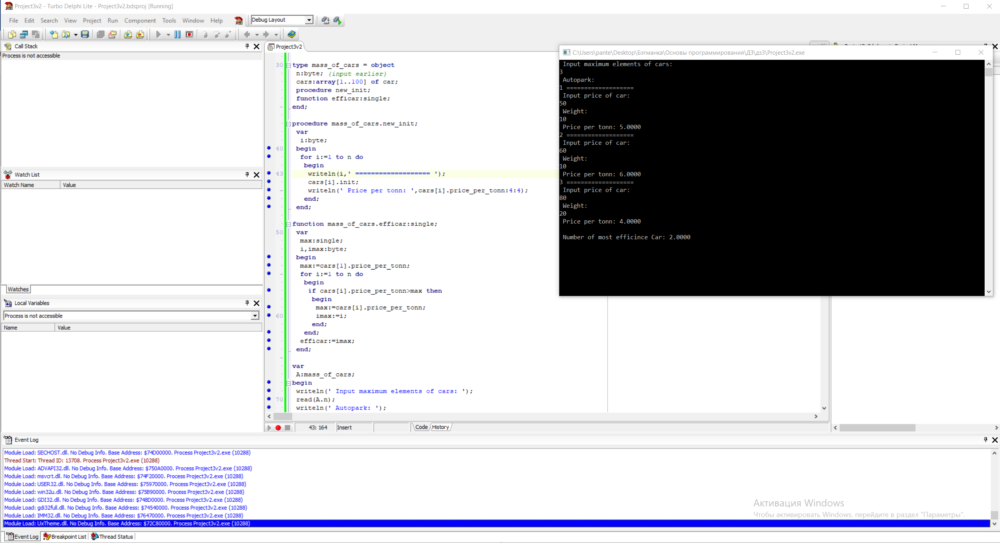 Project3v2 - Turbo Delphi Lite - Project3v2.bdsproj [Running]
File Edit Search View Project Run Component Tools Window Help
Debug Layout
Call Stack
Process is not accessible
Watch List
Watch Name Value
Watches
Local Variables
Process is not accessible
Name Value
Project3v2
30 type mass_of_cars = object
n:byte; {input earlier}
cars:array[1..100] of car;
procedure new_init;
function efficar:single;
end;
procedure mass_of_cars.new_init;
var
i:byte;
40 begin
for i:=1 to n do
begin
43 writeln(i,' =================== ');
cars[i].init;
writeln(' Price per tonn: ',cars[i].price_per_tonn:4:4);
end;
end;
function mass_of_cars.efficar:single;
50 var
max:single;
i,imax:byte;
begin
max:=cars[1].price_per_tonn;
for i:=1 to n do
begin
if cars[i].price_per_tonn>max then
begin
max:=cars[i].price_per_tonn;
60 imax:=i;
end;
end;
efficar:=imax;
end;
var
A:mass_of_cars;
begin
writeln(' Input maximum elements of cars: ');
70 read(A.n);
writeln(' Autopark: ');
43: 164 Insert Code History
C:\Users\pante\Desktop\Бэтманка\Основы программирования\ДЗ\дз3\Project3v2.exe
Input maximum elements of cars:
3
Autopark:
1 ===================
Input price of car:
50
Weight:
10
Price per tonn: 5.0000
2 ===================
Input price of car:
60
Weight:
10
Price per tonn: 6.0000
3 ===================
Input price of car:
80
Weight:
20
Price per tonn: 4.0000
Number of most efficince Car: 2.0000
Event Log
Module Load: SECHOST.dll. No Debug Info. Base Address: $74D00000. Process Project3v2.exe (10288)
Thread Start: Thread ID: 13708. Process Project3v2.exe (10288)
Module Load: ADVAPI32.dll. No Debug Info. Base Address: $750A0000. Process Project3v2.exe (10288)
Module Load: msvcrt.dll. No Debug Info. Base Address: $74F20000. Process Project3v2.exe (10288)
Module Load: USER32.dll. No Debug Info. Base Address: $75970000. Process Project3v2.exe (10288)
Module Load: win32u.dll. No Debug Info. Base Address: $75B90000. Process Project3v2.exe (10288)
Module Load: GDI32.dll. No Debug Info. Base Address: $748D0000. Process Project3v2.exe (10288)
Module Load: gdi32full.dll. No Debug Info. Base Address: $74540000. Process Project3v2.exe (10288)
Module Load: IMM32.dll. No Debug Info. Base Address: $76470000. Process Project3v2.exe (10288)
Module Load: UxTheme.dll. No Debug Info. Base Address: $72C80000. Process Project3v2.exe (10288)
Активация Windows
Чтобы активировать Windows, перейдите в раздел "Параметры".
Event Log Breakpoint List Thread Status